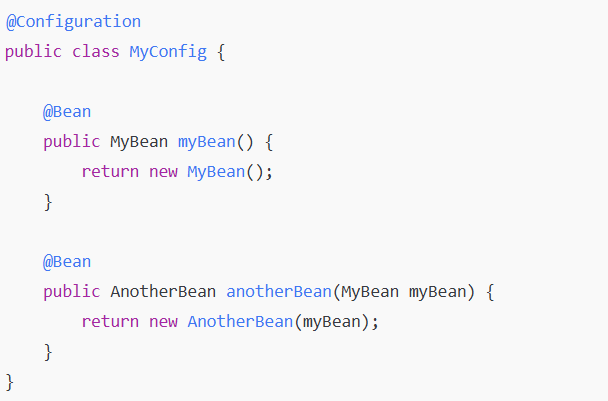 @Configuration
public class MyConfig {
@Bean
public MyBean myBean() {
return new MyBean();
}
@Bean
public AnotherBean anotherBean(MyBean myBean) {
return new AnotherBean(myBean);
}
}